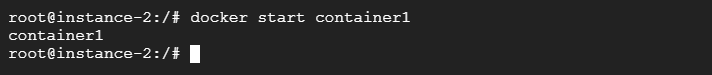 root@instance-2:/# docker start container1
container1
root@instance-2:/#